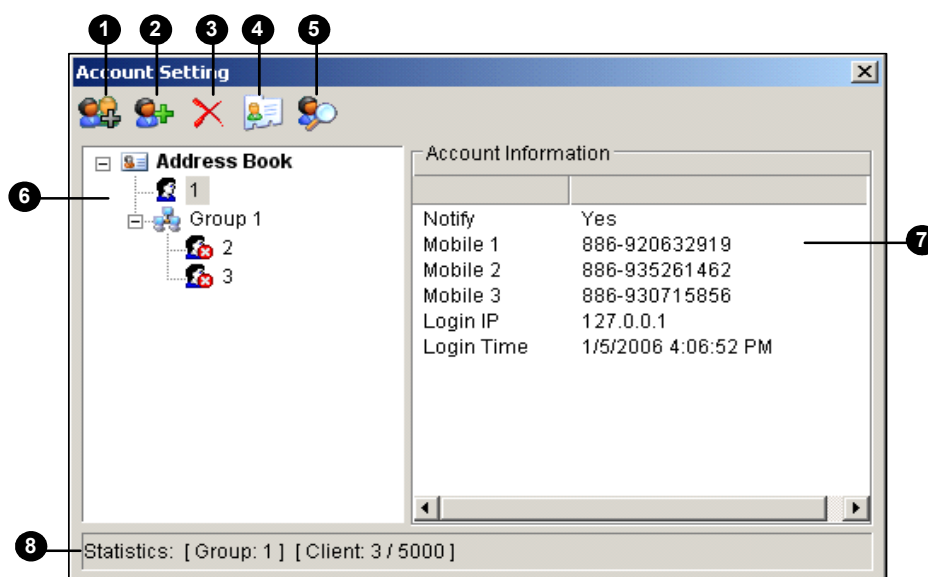 1 2 3 4 5
Account Setting
Address Book
1
Group 1
2
3
6
Account Information
Notify Yes
Mobile 1 886-920632919
Mobile 2 886-935261462
Mobile 3 886-930715856
Login IP 127.0.0.1
Login Time 1/5/2006 4:06:52 PM
7
8
Statistics: [ Group: 1 ] [ Client: 3 / 5000 ]